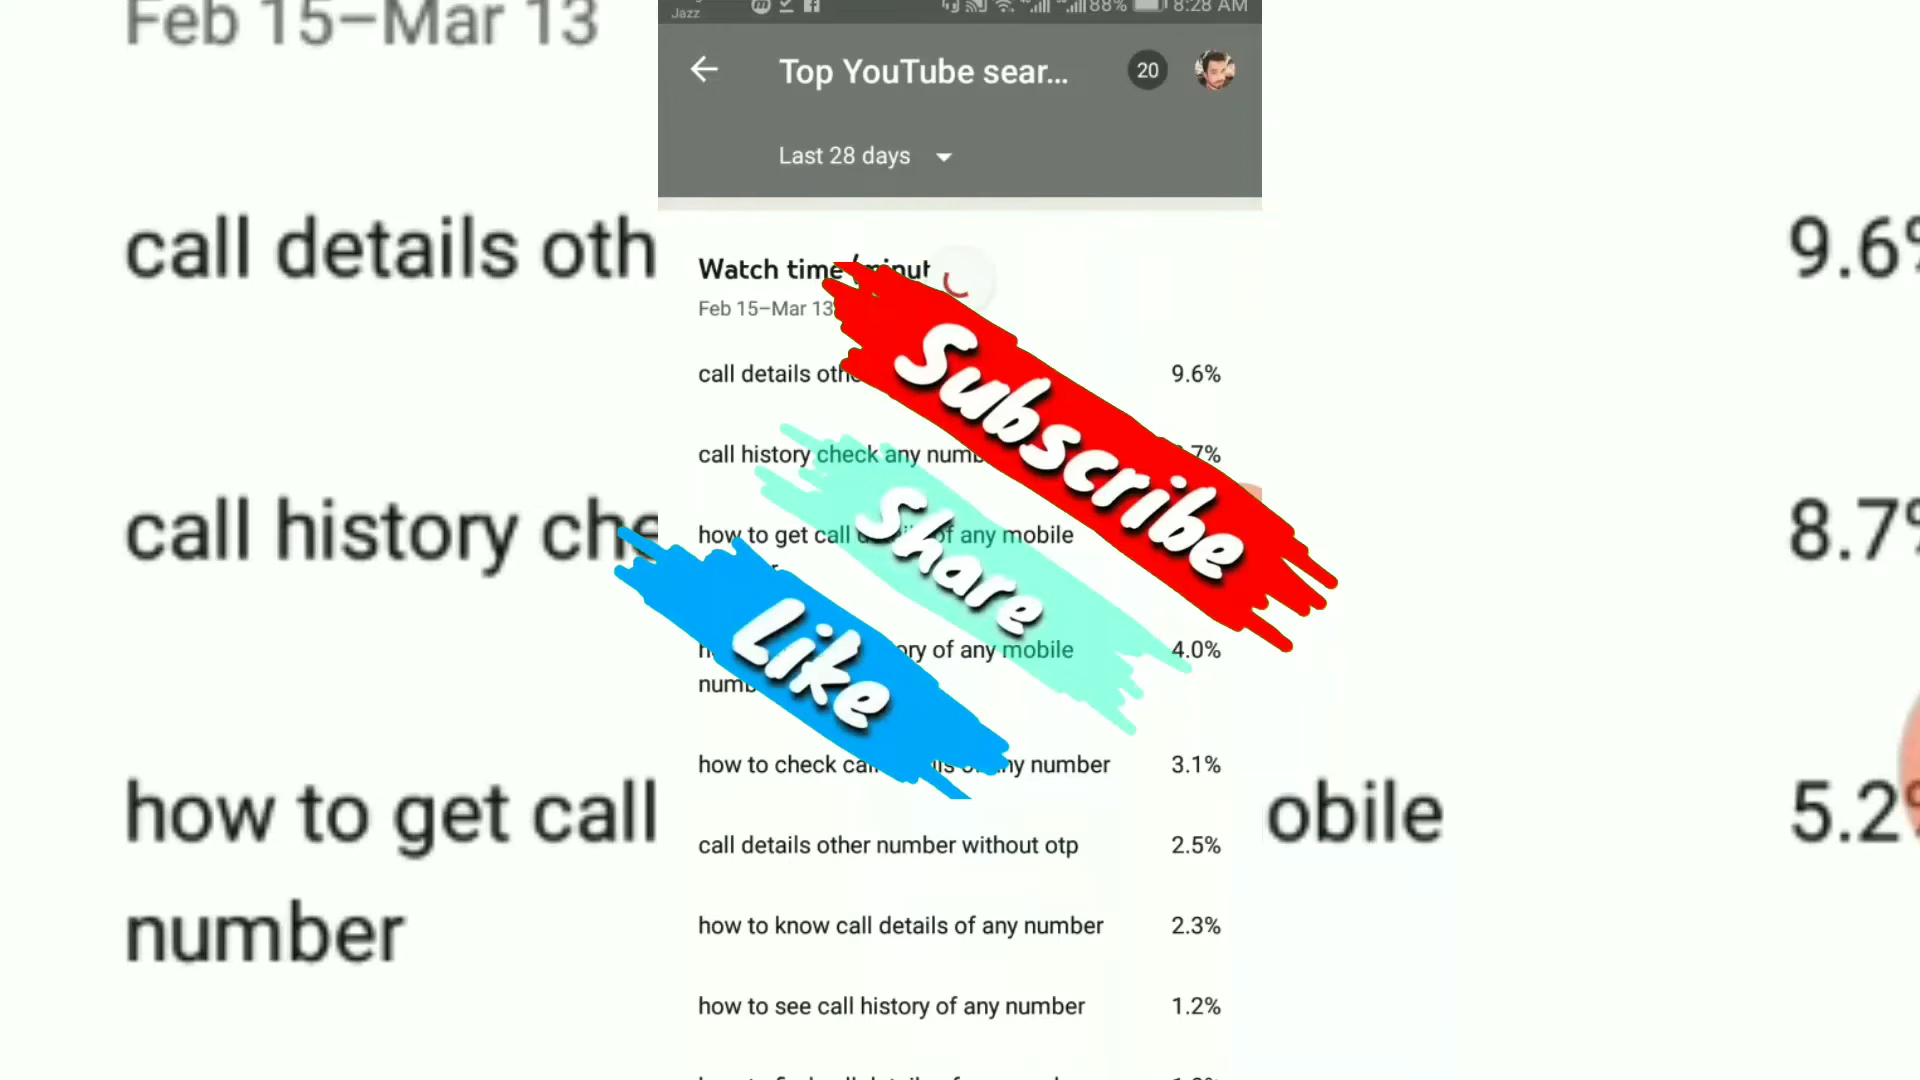 Feb 15–Mar 13
call details oth
9.6%
call history che
8.7%
how to get call
obile
5.2%
number
Jazz
88%
8:28 AM
Top YouTube sear...
20
Last 28 days
Watch time
Feb 15–Mar 13
call details
9.6%
call history check any
7%
how to get call of any mobile
of any mobile
4.0%
how to check
number
3.1%
call details other number without otp
2.5%
how to know call details of any number
2.3%
how to see call history of any number
1.2%
Subscribe
Share
Like